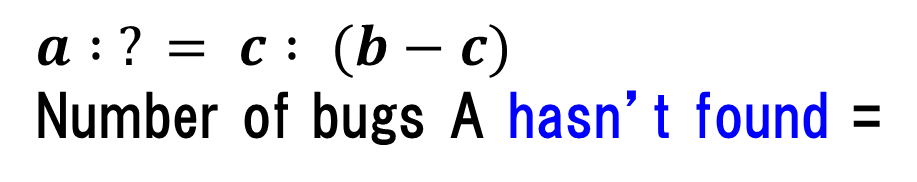 a : ? = c : (b − c)
Number of bugs A hasn't found =